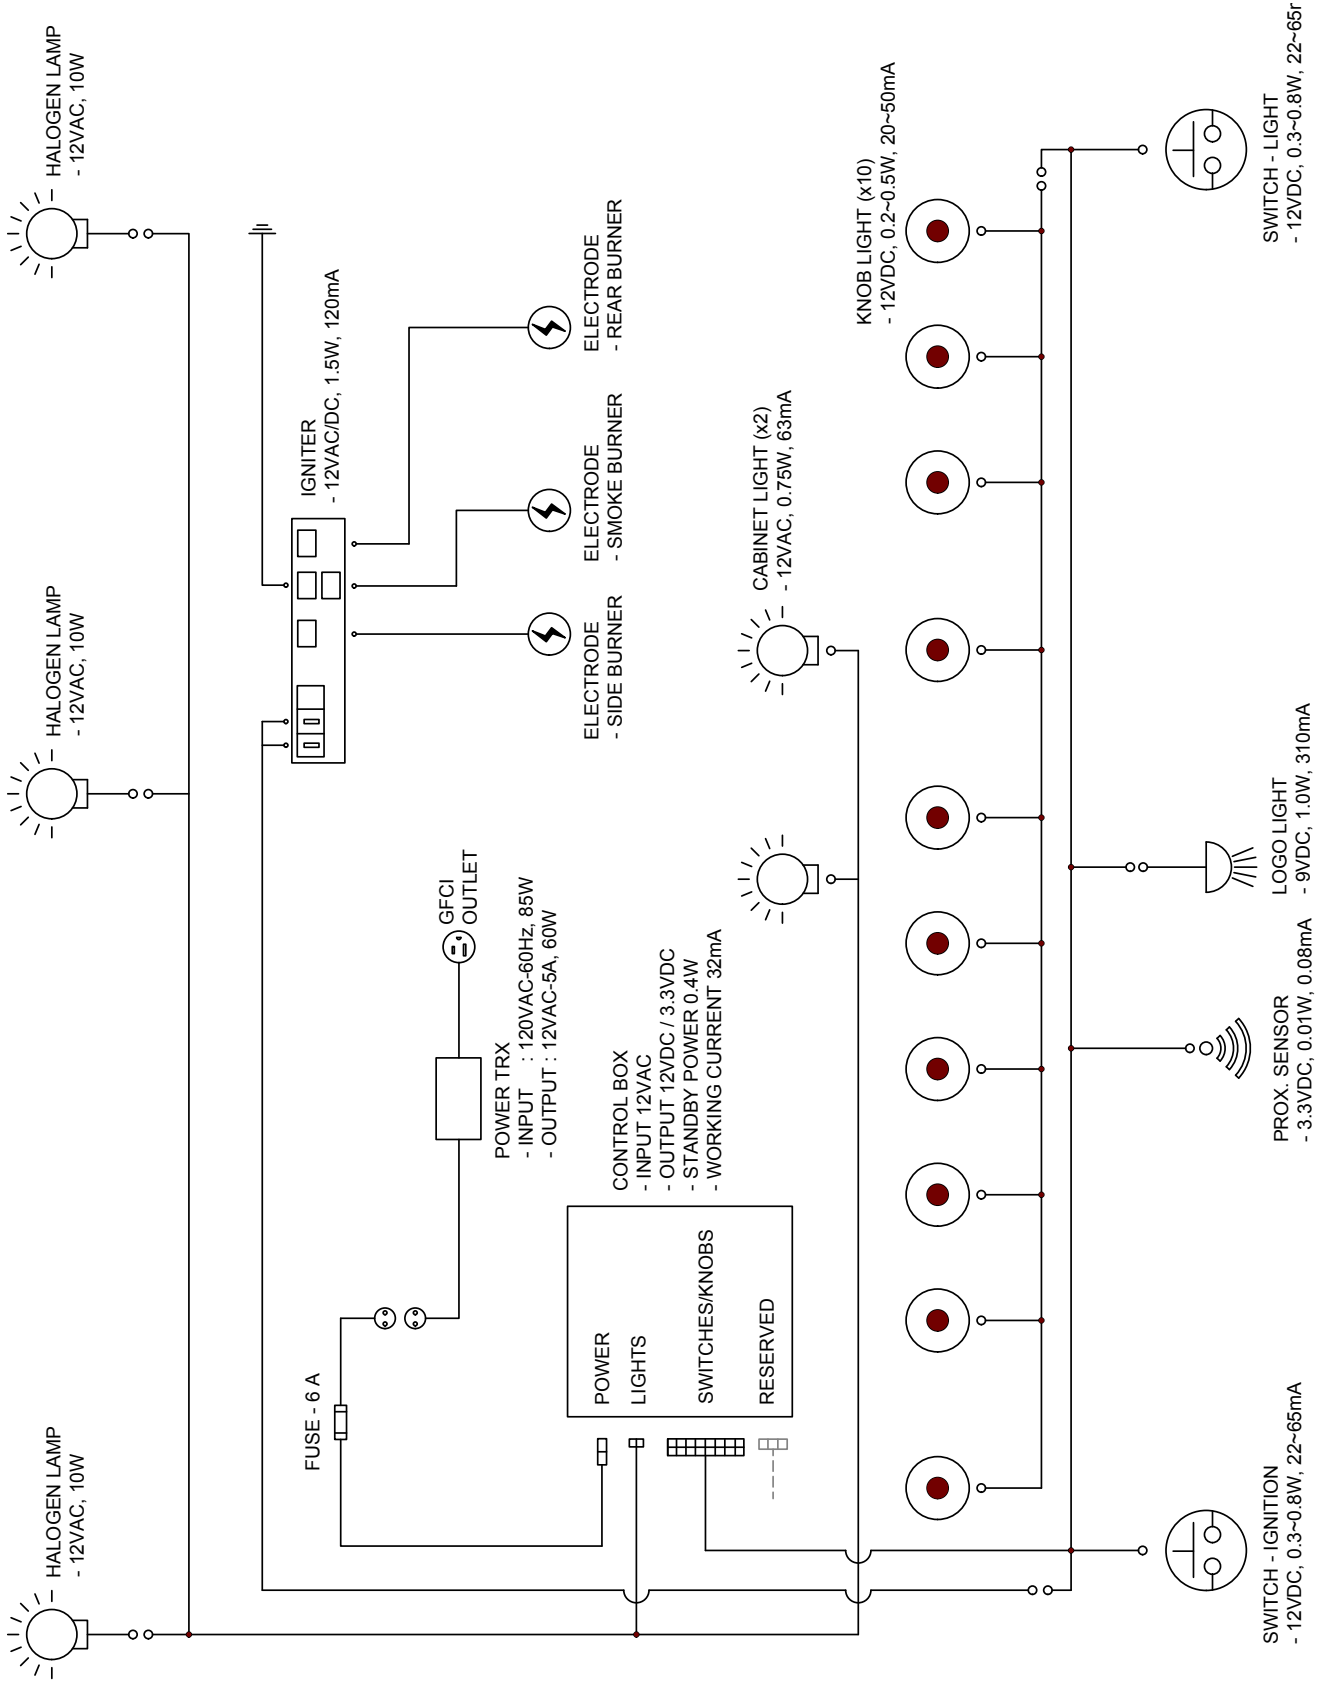 HALOGEN LAMP
- 12VAC, 10W
HALOGEN LAMP
- 12VAC, 10W
HALOGEN LAMP
- 12VAC, 10W
FUSE - 6 A
GFCI
OUTLET
POWER TRX
- INPUT : 120VAC-60Hz, 85W
- OUTPUT : 12VAC-5A, 60W
IGNITER
- 12VAC/DC, 1.5W, 120mA
ELECTRODE
- SIDE BURNER
ELECTRODE
- SMOKE BURNER
ELECTRODE
- REAR BURNER
CONTROL BOX
- INPUT 12VAC
- OUTPUT 12VDC / 3.3VDC
- STANDBY POWER 0.4W
- WORKING CURRENT 32mA
POWER
LIGHTS
SWITCHES/KNOBS
RESERVED
CABINET LIGHT (x2)
- 12VAC, 0.75W, 63mA
KNOB LIGHT (x10)
- 12VDC, 0.2~0.5W, 20~50mA
SWITCH - IGNITION
- 12VDC, 0.3~0.8W, 22~65mA
PROX. SENSOR
- 3.3VDC, 0.01W, 0.08mA
LOGO LIGHT
- 9VDC, 1.0W, 310mA
SWITCH - LIGHT
- 12VDC, 0.3~0.8W,